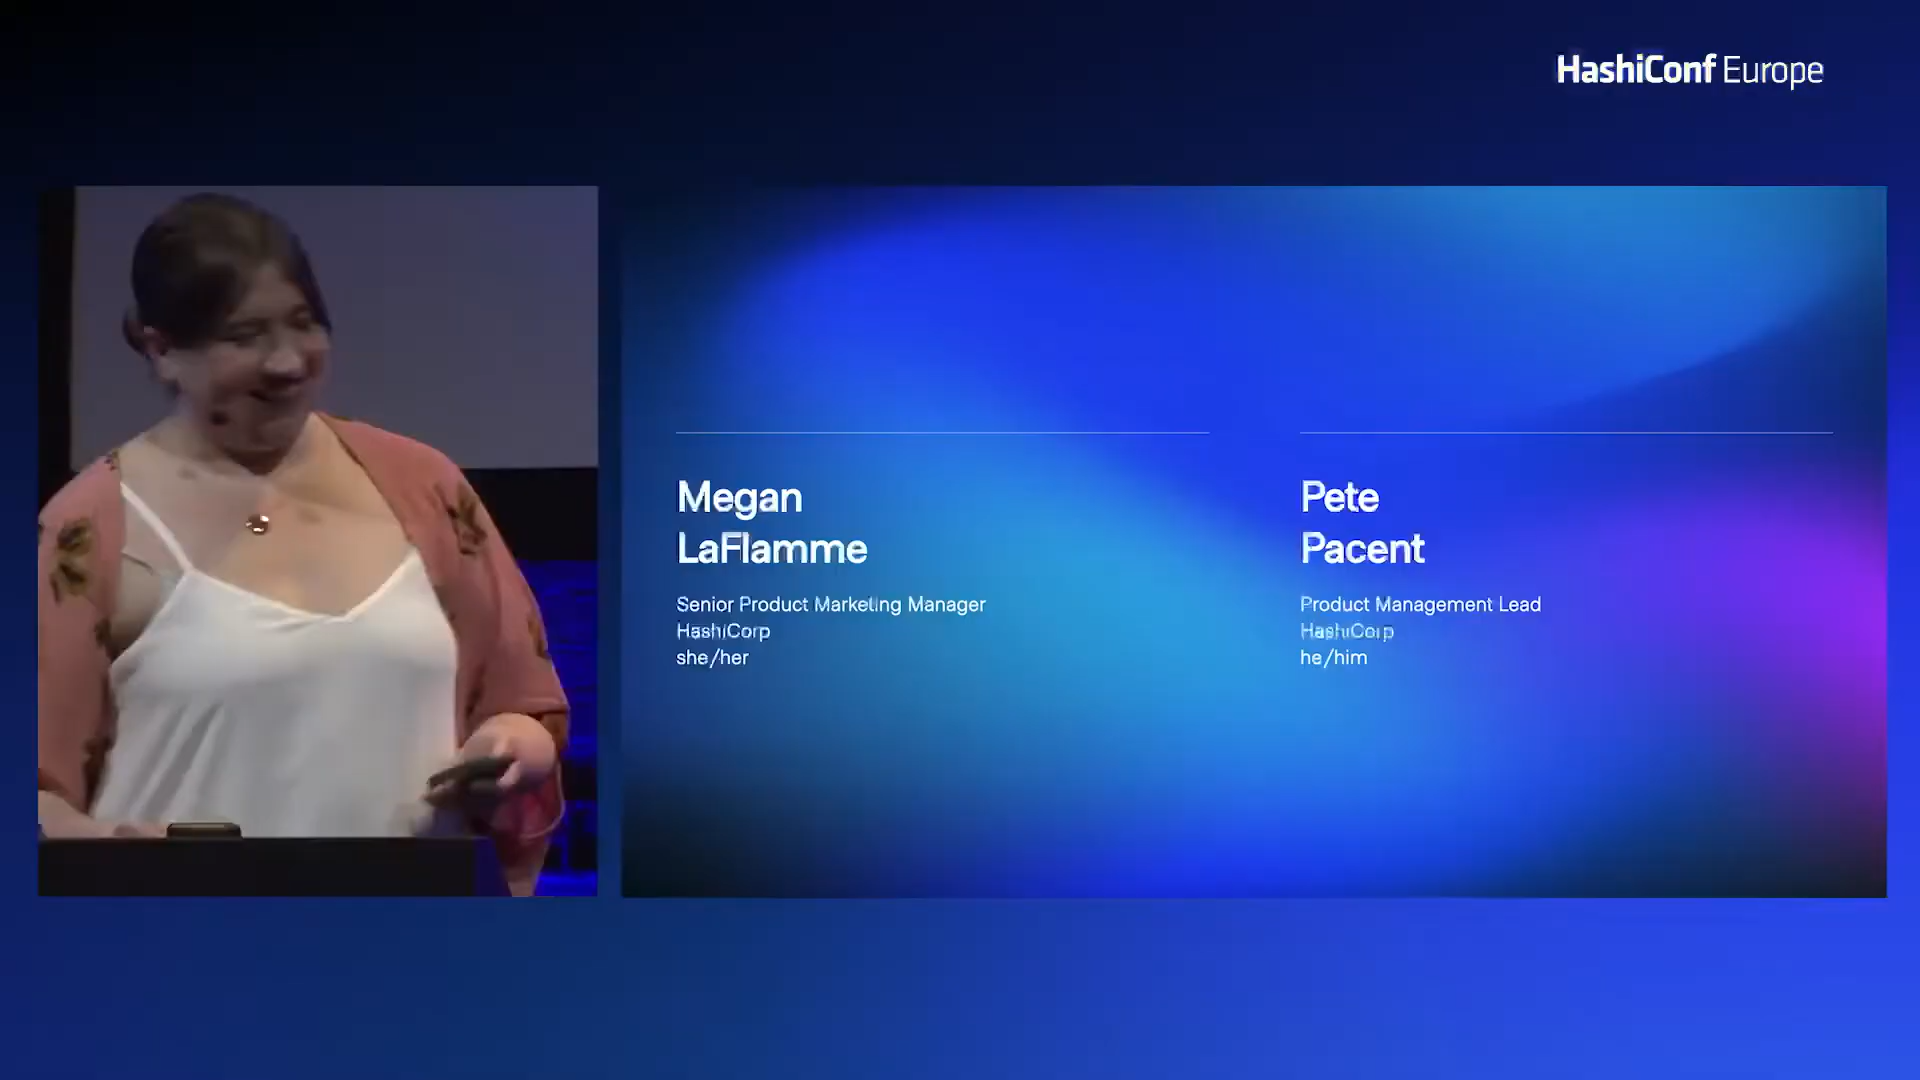 HashiConf Europe
Megan
LaFlamme
Senior Product Marketing Manager
HashiCorp
she/her
Pete
Pacent
Product Management Lead
HashiCorp
he/him